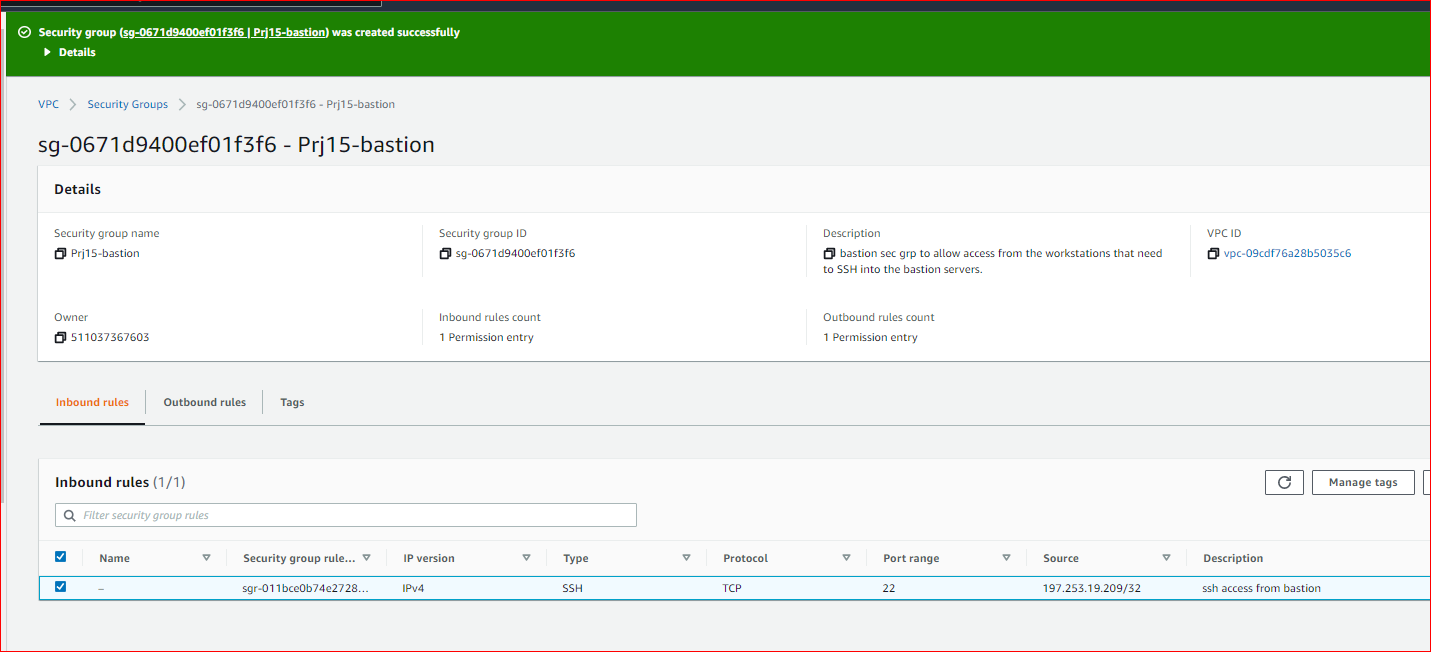 Security group (sg-0671d9400ef01f3f6 | Prj15-bastion) was created successfully
Details
VPC > Security Groups > sg-0671d9400ef01f3f6 - Prj15-bastion
sg-0671d9400ef01f3f6 - Prj15-bastion
Details
Security group name
Prj15-bastion
Security group ID
sg-0671d9400ef01f3f6
Description
bastion sec grp to allow access from the workstations that need
to SSH into the bastion servers.
VPC ID
vpc-09cdf76a28b5035c6
Owner
511037367603
Inbound rules count
1 Permission entry
Outbound rules count
1 Permission entry
Inbound rules Outbound rules Tags
Inbound rules (1/1)
Manage tags
Filter security group rules
Name Security group rule... IP version Type Protocol Port range Source Description
– sgr-011bce0b74e2728... IPv4 SSH TCP 22 197.253.19.209/32 ssh access from bastion